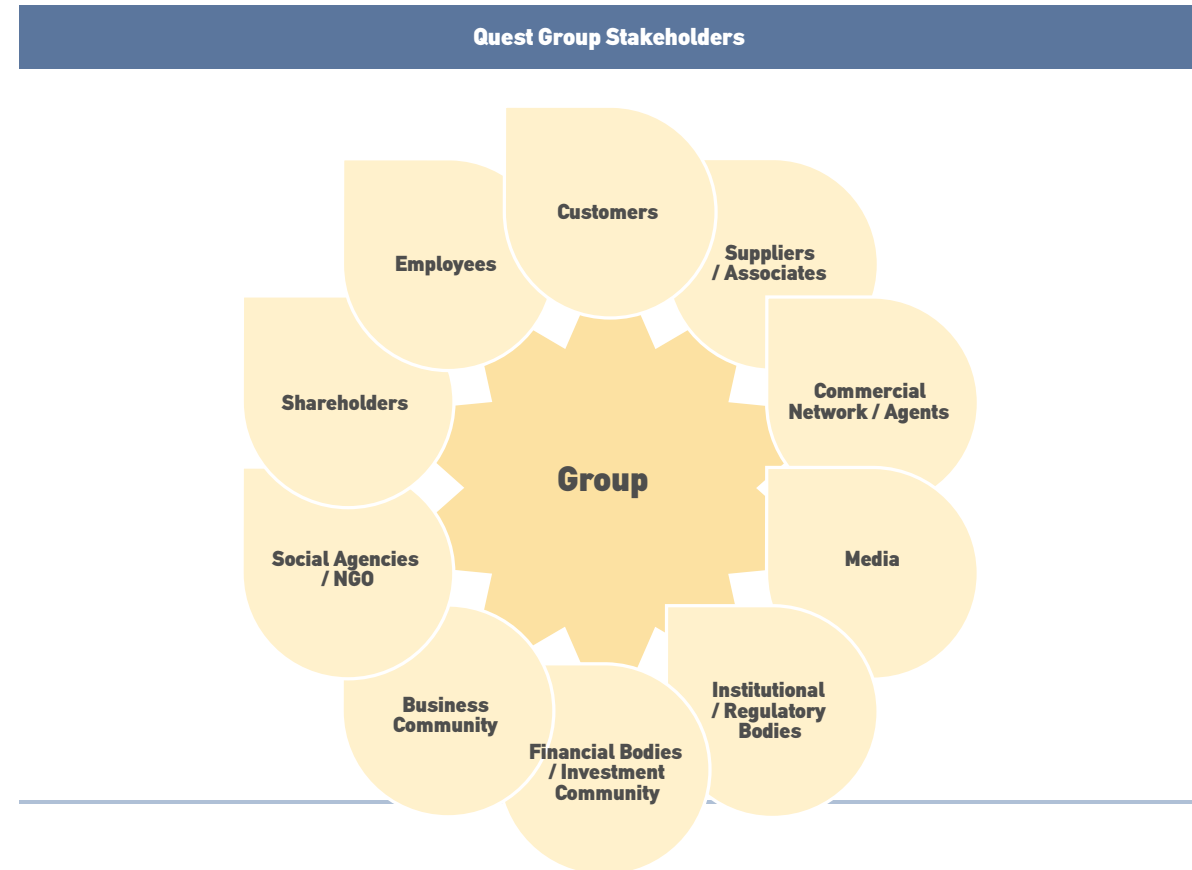 Quest Group Stakeholders
Customers
Suppliers
/ Associates
Employees
Commercial
Network / Agents
Shareholders
Group
Media
Social Agencies
/ NGO
Institutional
/ Regulatory
Bodies
Business
Community
Financial Bodies
/ Investment
Community